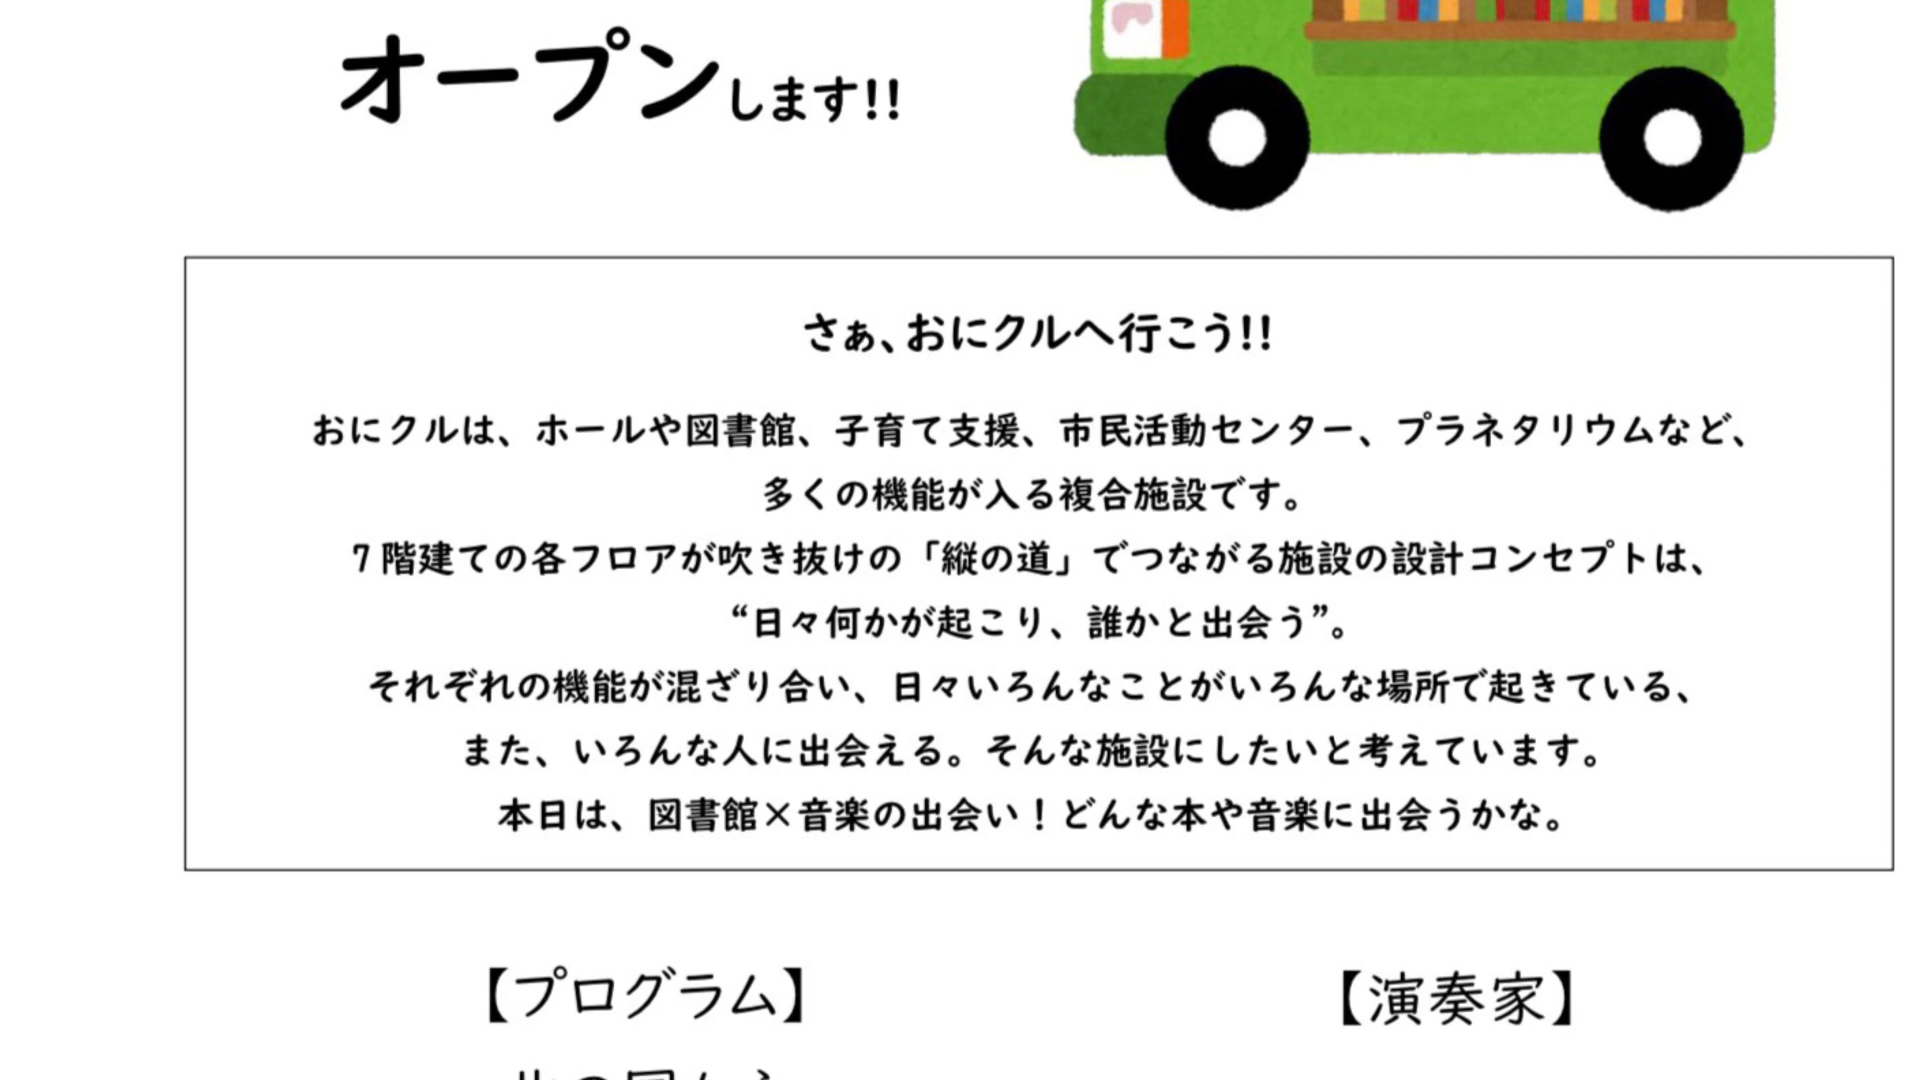 オープンします!!
さぁ、おにクルへ行こう!!
おにクルは、ホールや図書館、子育て支援、市民活動センター、プラネタリウムなど、
多くの機能が入る複合施設です。
7階建ての各フロアが吹き抜けの「縦の道」でつながる施設の設計コンセプトは、
“日々何かが起こり、誰かと出会う”。
それぞれの機能が混ざり合い、日々いろんなことがいろんな場所で起きている、
また、いろんな人に出会える。そんな施設にしたいと考えています。
本日は、図書館×音楽の出会い！どんな本や音楽に出会うかな。
【プログラム】
【演奏家】